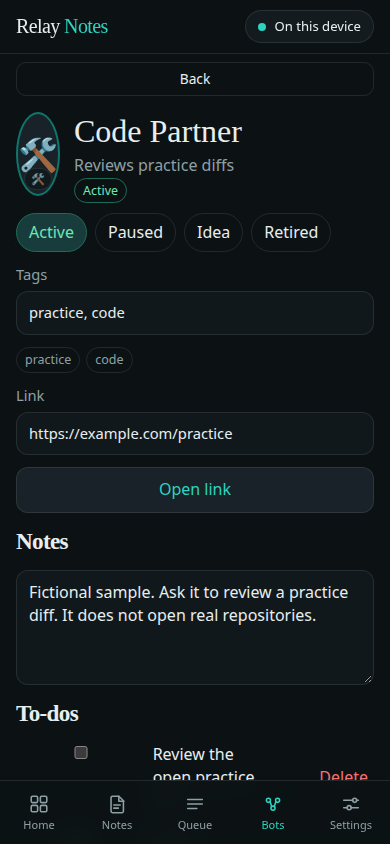 Relay Notes
On this device
Back
Code Partner
Reviews practice diffs
Active
Active
Paused
Idea
Retired
Tags
practice, code
practice
code
Link
https://example.com/practice
Open link
Notes
Fictional sample. Ask it to review a practice
diff. It does not open real repositories.
To-dos
Review the
open practice
Delete
Home
Notes
Queue
Bots
Settings